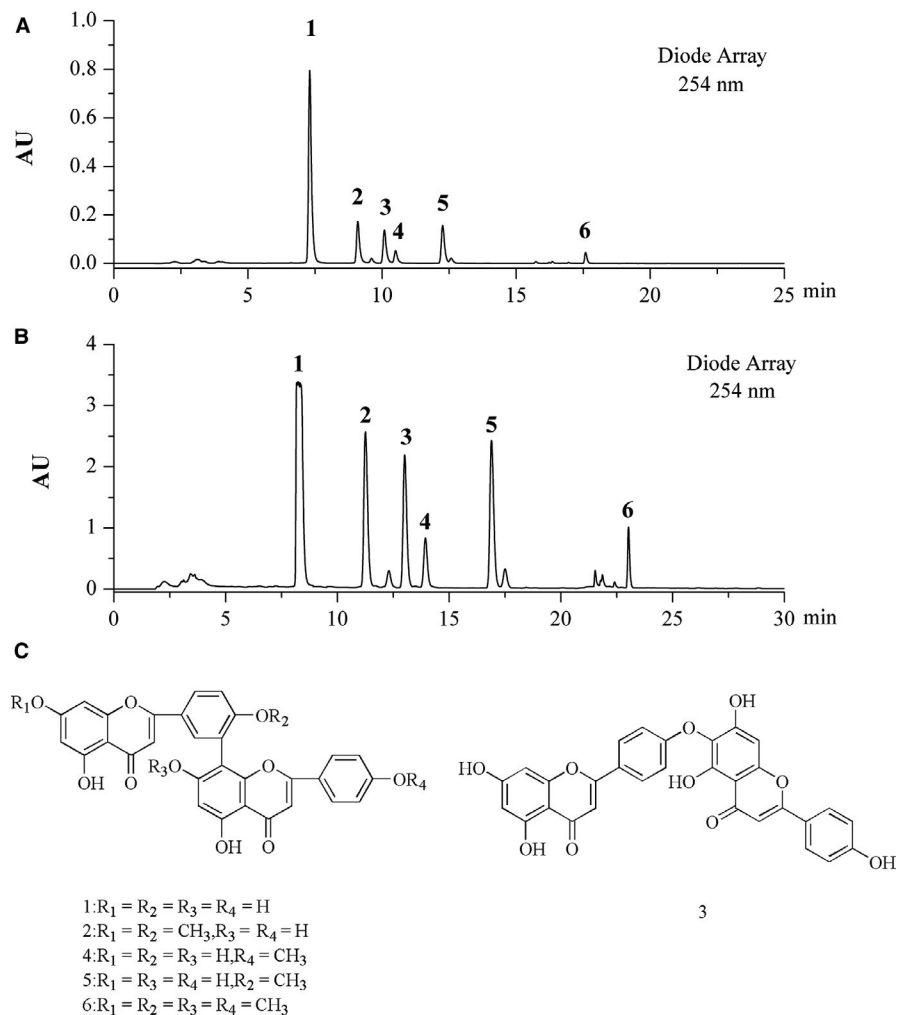 A
1.0
0.8
0.6
0.4
0.2
0.0
AU
1
2
3
4
5
6
Diode Array
254 nm
0 5 10 15 20 25 min
B
4
3
2
1
0
AU
1
2
3
4
5
6
Diode Array
254 nm
0 5 10 15 20 25 30 min
C
R₁O
O
OR₂
OH
O
R₃O
O
OR₄
OH
O
HO
O
O
OH
O
OH
HO
O
O
OH
1:R₁ = R₂ = R₃ = R₄ = H
2:R₁ = R₂ = CH₃,R₃ = R₄ = H
4:R₁ = R₂ = R₃ = H,R₄ = CH₃
5:R₁ = R₃ = R₄ = H,R₂ = CH₃
6:R₁ = R₂ = R₃ = R₄ = CH₃
3